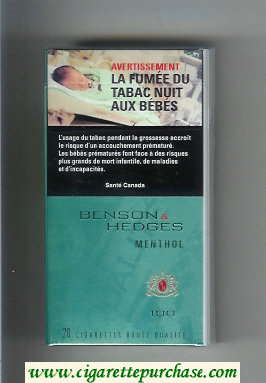 AVERTISSEMENT
LA FUMÉE DU
TABAC NUIT
AUX BÉBÉS
L'usage du tabac pendant la grossesse accroît
le risque d'un accouchement prématuré.
Les bébés prématurés font face à des risques
plus grands de mort infantile, de maladies
et d'incapacités.
Santé Canada
BENSON &
HEDGES
MENTHOL
100
20 CIGARETTES HAUTE QUALITÉ
www.cigarettepurchase.com